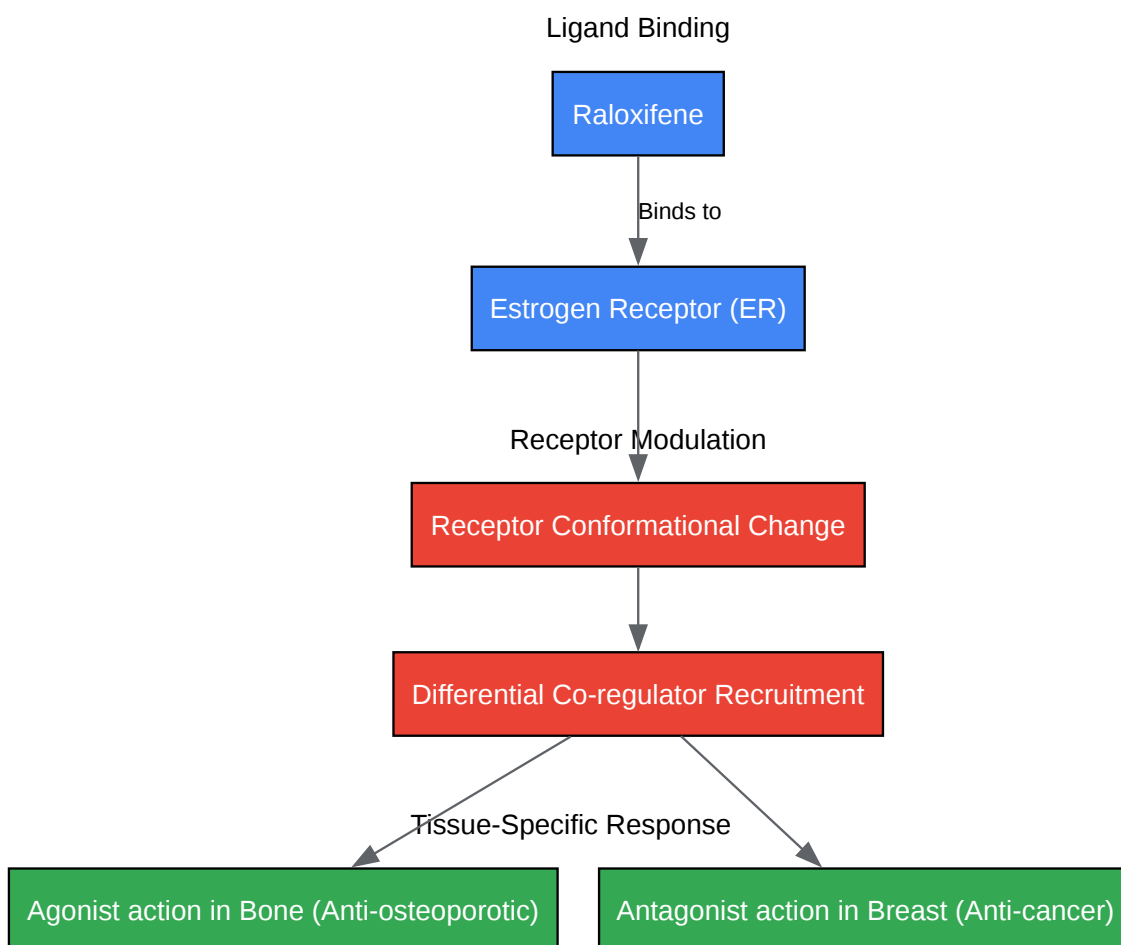 Ligand Binding
Raloxifene
Binds to
Estrogen Receptor (ER)
Receptor Modulation
Receptor Conformational Change
Differential Co-regulator Recruitment
Tissue-Specific Response
Agonist action in Bone (Anti-osteoporotic)
Antagonist action in Breast (Anti-cancer)